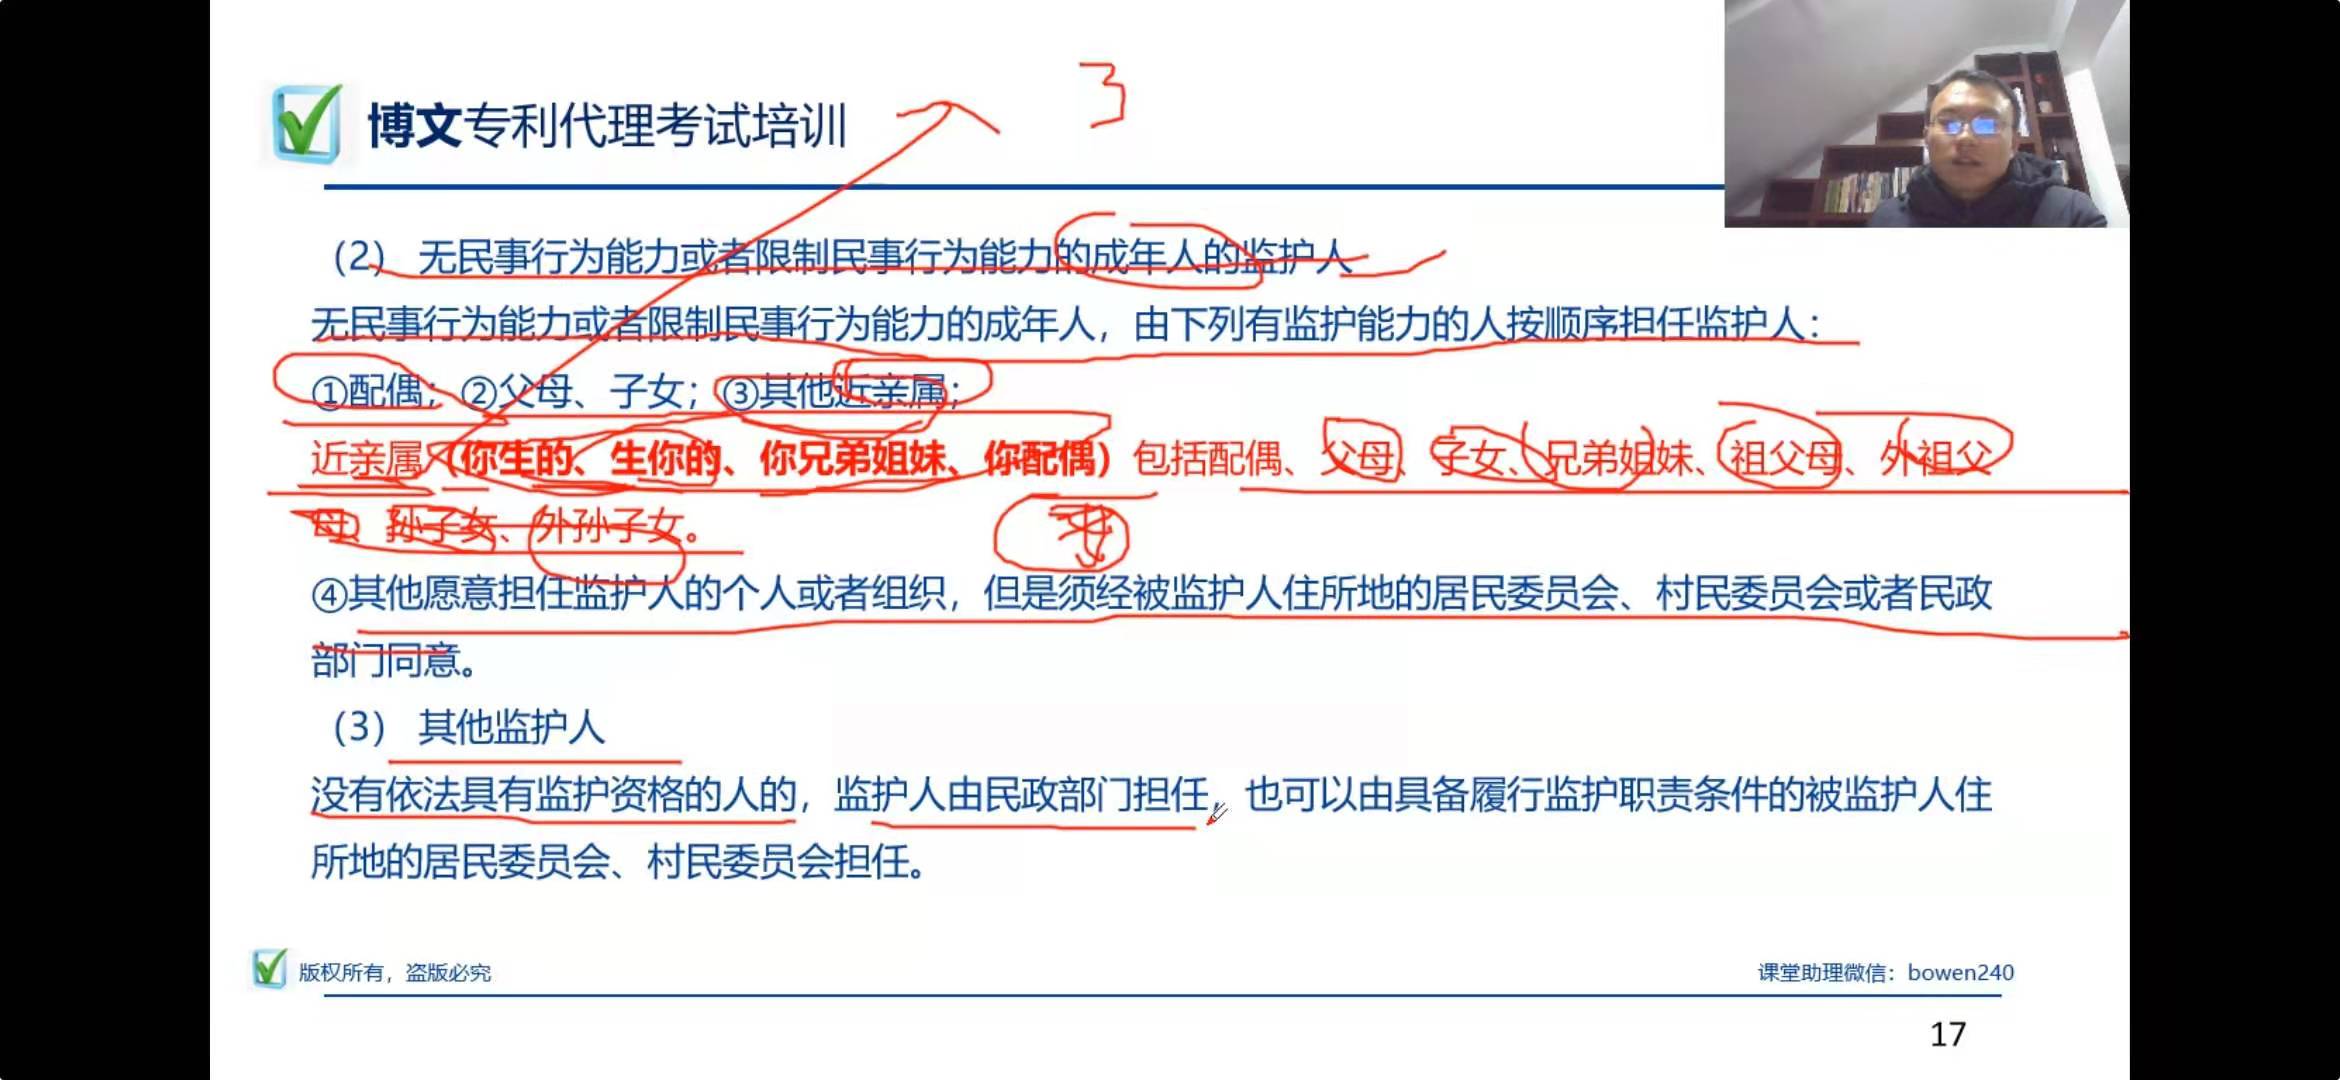 博文专利代理考试培训
3
（2） 无民事行为能力或者限制民事行为能力的成年人的监护人
无民事行为能力或者限制民事行为能力的成年人，由下列有监护能力的人按顺序担任监护人：
①配偶；②父母、子女；③其他近亲属；
近亲属（你生的、生你的、你兄弟姐妹、你配偶）包括配偶、父母、子女、兄弟姐妹、祖父母、外祖父
母、孙子女、外孙子女。
④其他愿意担任监护人的个人或者组织，但是须经被监护人住所地的居民委员会、村民委员会或者民政
部门同意。
（3） 其他监护人
没有依法具有监护资格的人的，监护人由民政部门担任，也可以由具备履行监护职责条件的被监护人住
所地的居民委员会、村民委员会担任。
版权所有，盗版必究
课堂助理微信：bowen240
17